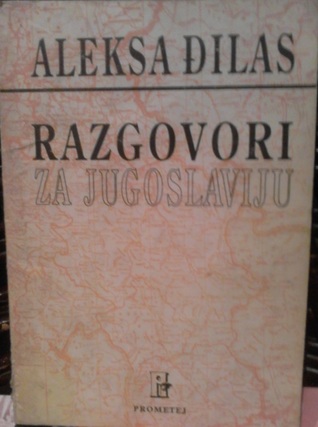 ALEKSA ĐILAS
RAZGOVORI
ZA JUGOSLAVIJU
PROMETEJ